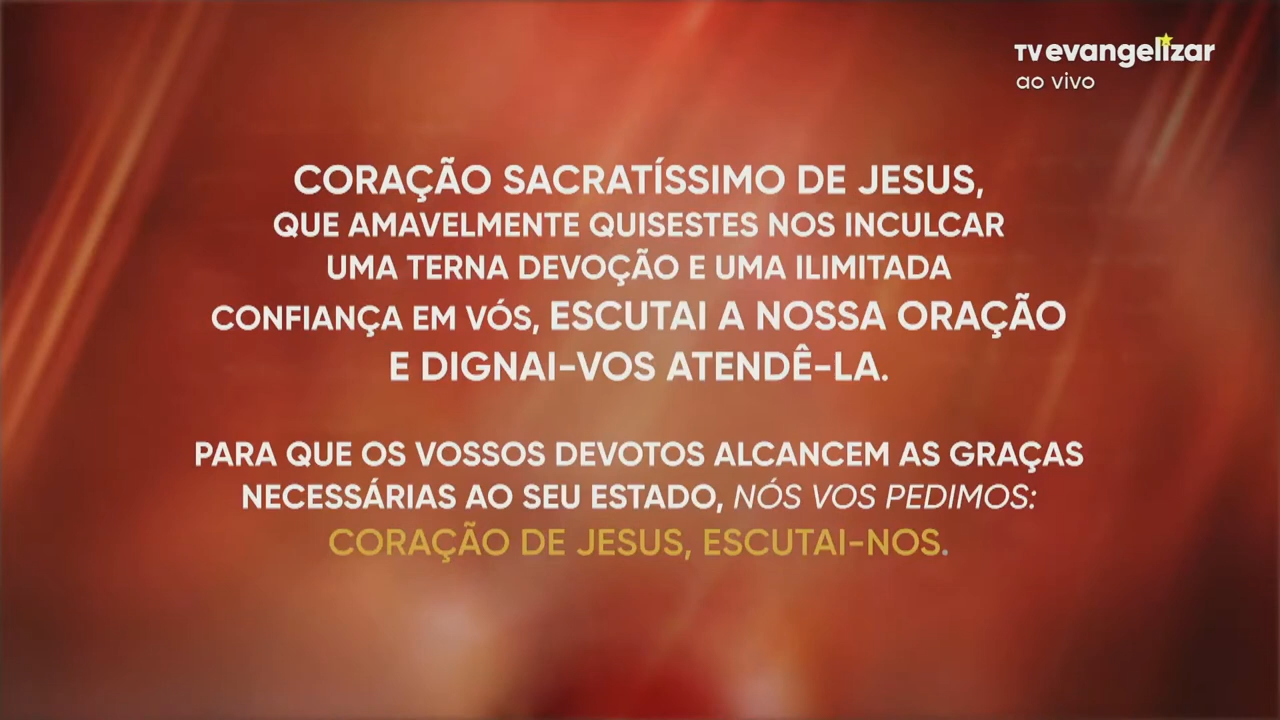 TV evangelizar
ao vivo
CORAÇÃO SACRATÍSSIMO DE JESUS,
QUE AMAVELMENTE QUISESTES NOS INCULCAR
UMA TERNA DEVOÇÃO E UMA ILIMITADA
CONFIANÇA EM VÓS, ESCUTAI A NOSSA ORAÇÃO
E DIGNAI-VOS ATENDÊ-LA.
PARA QUE OS VOSSOS DEVOTOS ALCANCEM AS GRAÇAS
NECESSÁRIAS AO SEU ESTADO, NÓS VOS PEDIMOS:
CORAÇÃO DE JESUS, ESCUTAI-NOS.